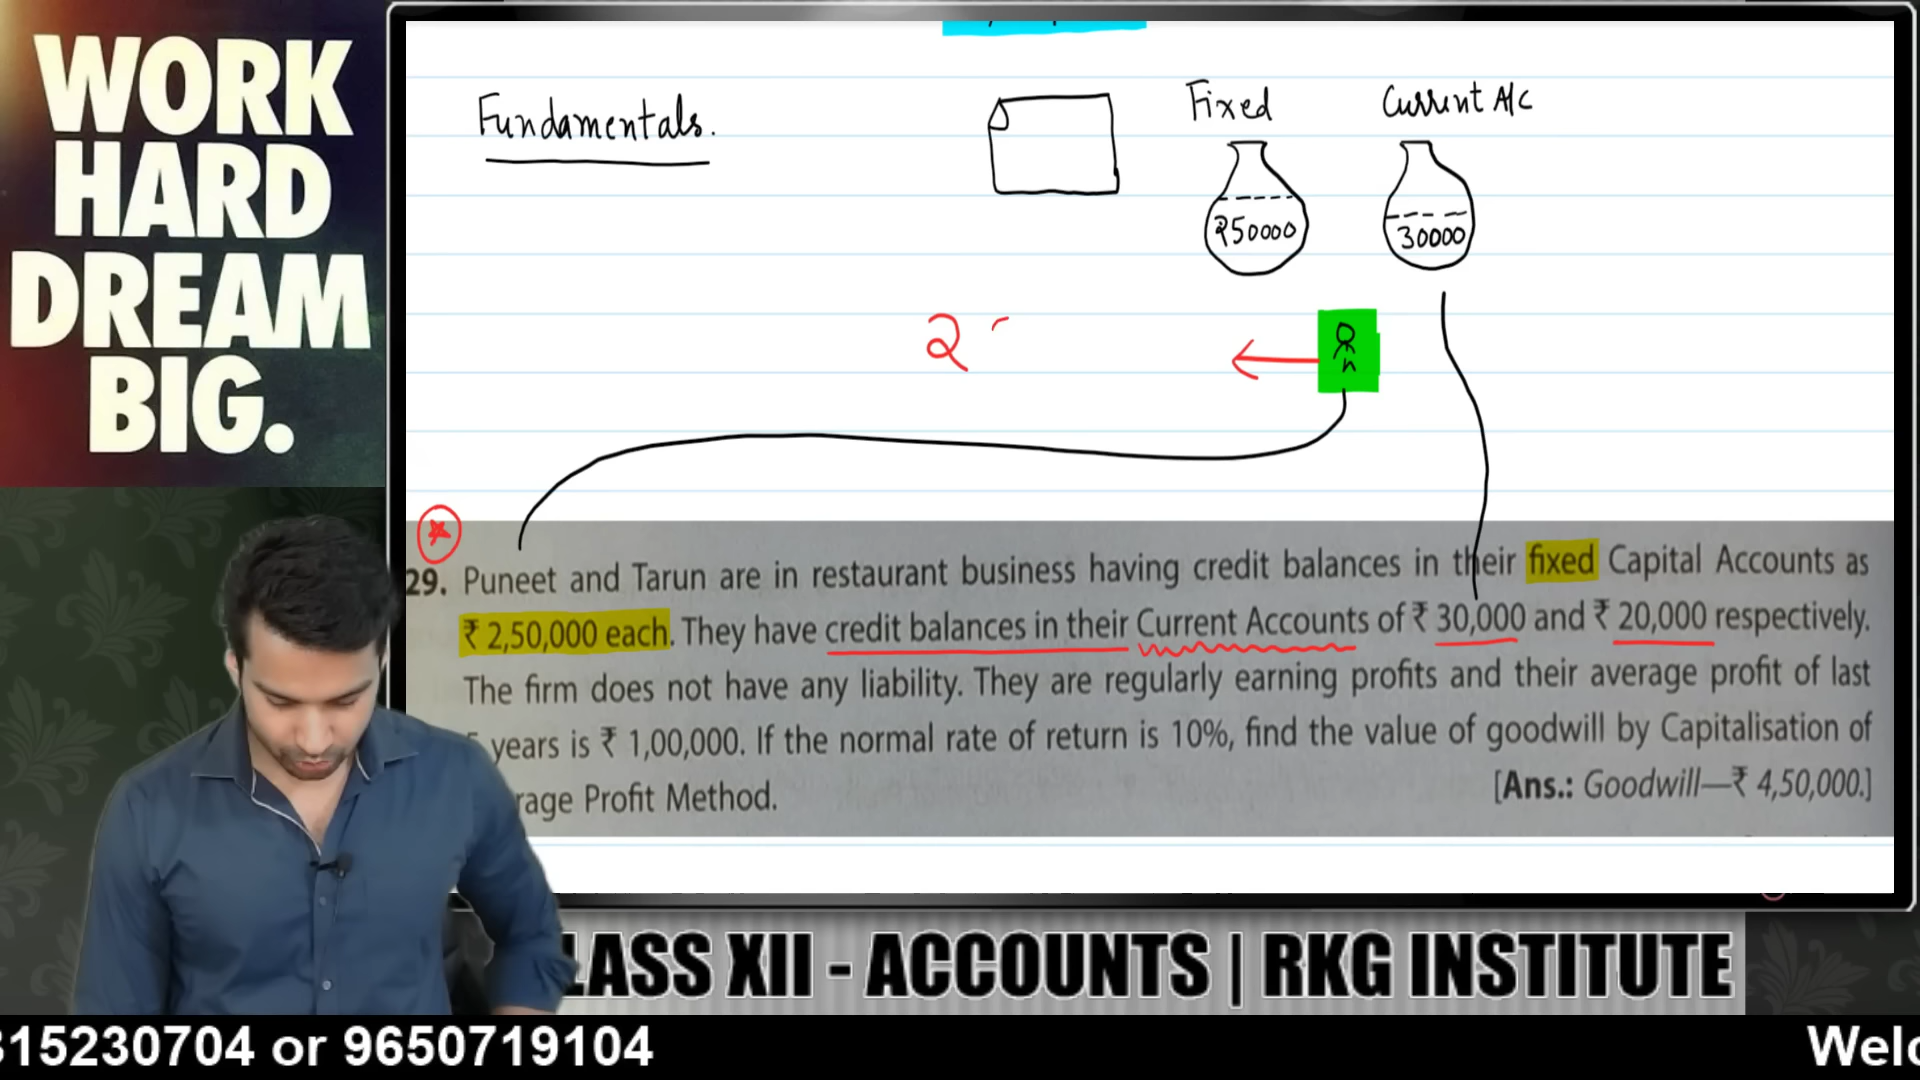 WORK
HARD
DREAM
BIG.
Fundamentals.
Fixed
Current A/c
₹50000
30000
2
29. Puneet and Tarun are in restaurant business having credit balances in their fixed Capital Accounts as
₹ 2,50,000 each. They have credit balances in their Current Accounts of ₹ 30,000 and ₹ 20,000 respectively.
The firm does not have any liability. They are regularly earning profits and their average profit of last
years is ₹ 1,00,000. If the normal rate of return is 10%, find the value of goodwill by Capitalisation of
rage Profit Method.
[Ans.: Goodwill—₹ 4,50,000.]
LASS XII - ACCOUNTS | RKG INSTITUTE
315230704 or 9650719104
Welc